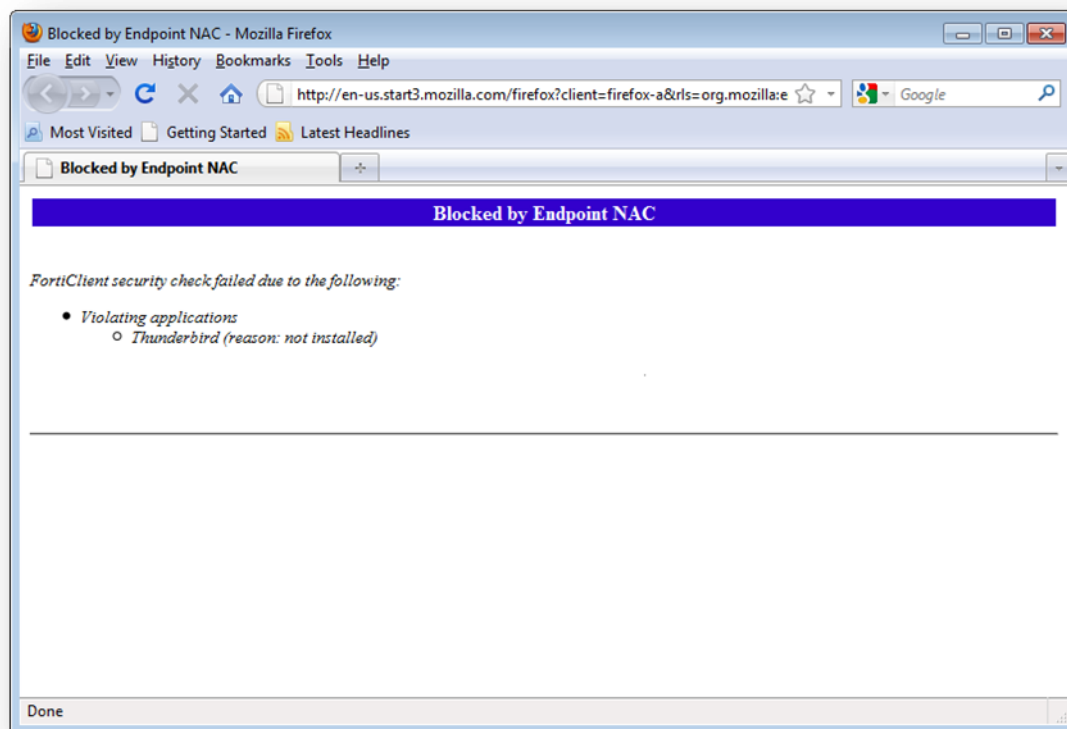 Blocked by Endpoint NAC - Mozilla Firefox
File Edit View History Bookmarks Tools Help
http://en-us.start3.mozilla.com/firefox?client=firefox-a&rls=org.mozilla:e Google
Most Visited Getting Started Latest Headlines
Blocked by Endpoint NAC
Blocked by Endpoint NAC
FortiClient security check failed due to the following:
Violating applications
Thunderbird (reason: not installed)
Done